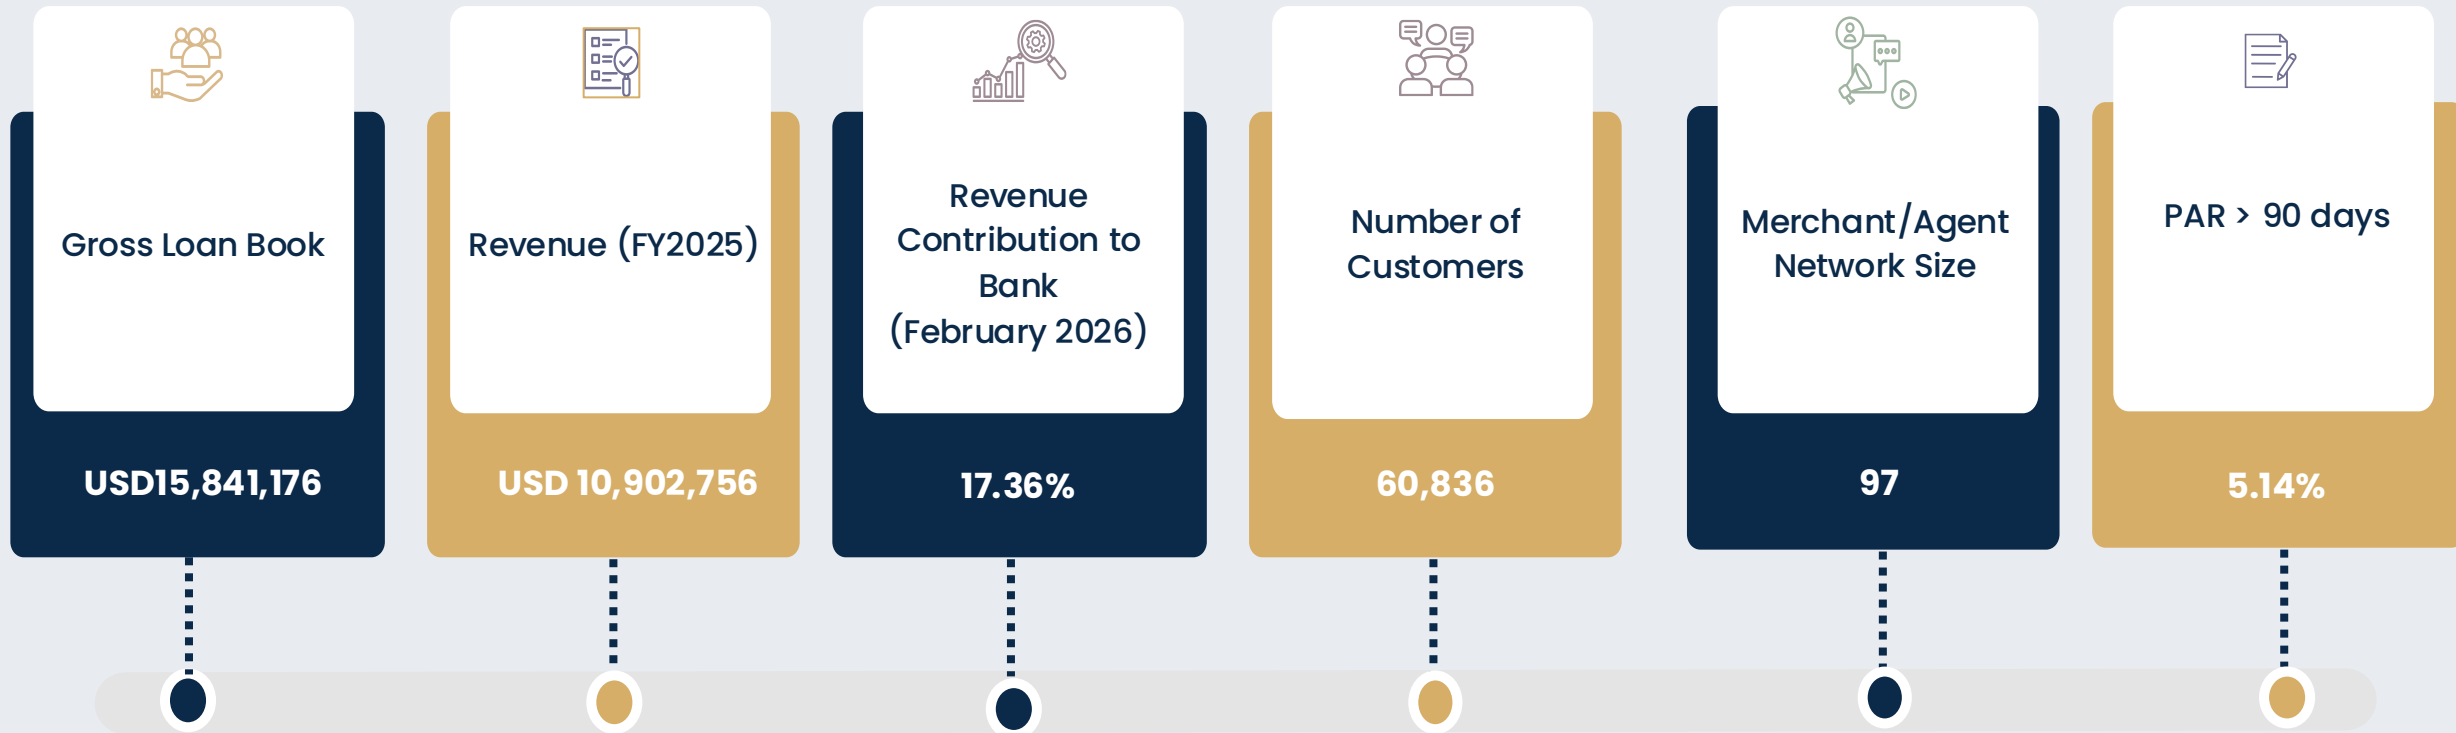 Gross Loan Book
USD15,841,176
Revenue (FY2025)
USD 10,902,756
Revenue
Contribution to
Bank
(February 2026)
17.36%
Number of
Customers
60,836
Merchant/Agent
Network Size
97
PAR > 90 days
5.14%